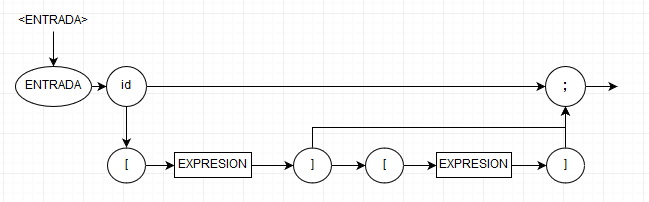 <ENTRADA>
ENTRADA id ;
[ EXPRESION ] [ EXPRESION ]